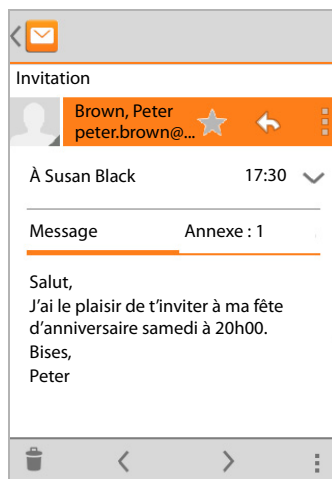 Invitation
Brown, Peter
peter.brown@...
À Susan Black 17:30
Message Annexe : 1
Salut,
J'ai le plaisir de t'inviter à ma fête
d'anniversaire samedi à 20h00.
Bises,
Peter